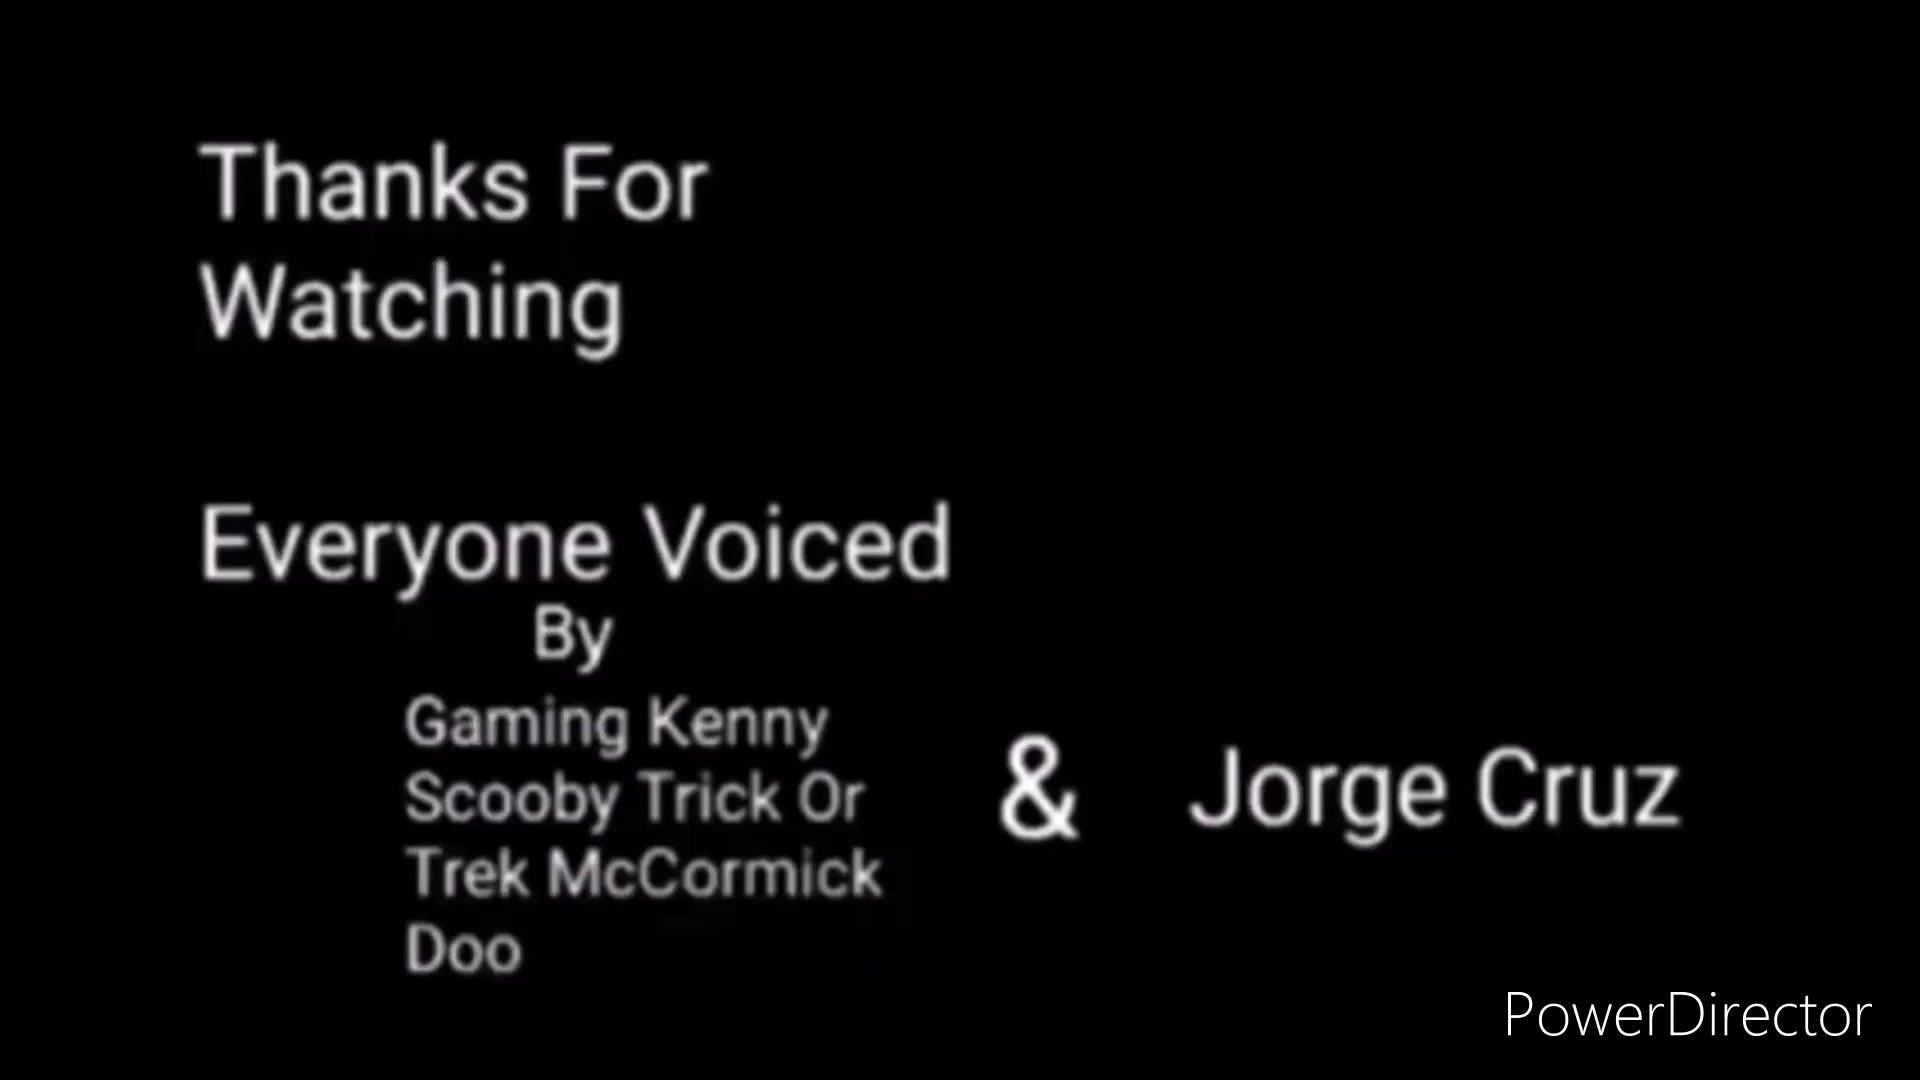 Thanks For
Watching
Everyone Voiced
By
Gaming Kenny
Scooby Trick Or
Trek McCormick
Doo
& Jorge Cruz
PowerDirector